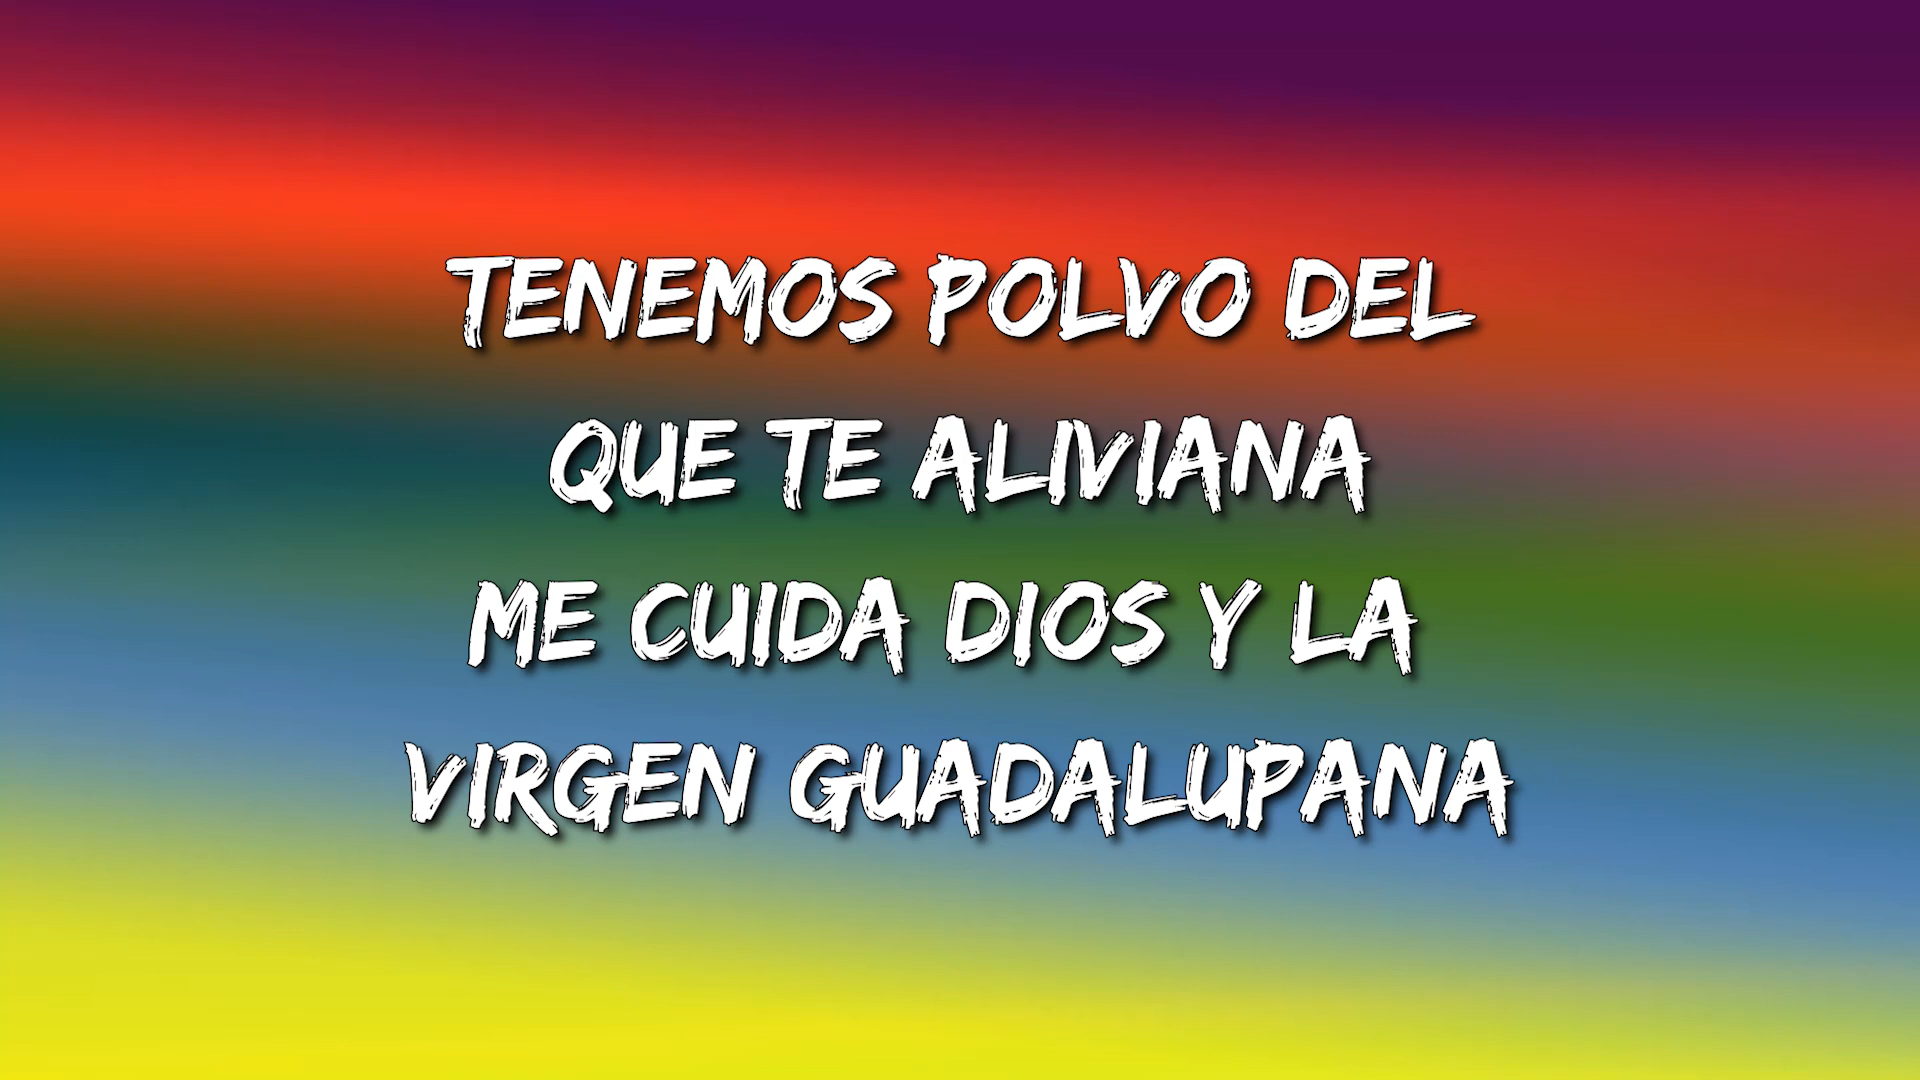 TENEMOS POLVO DEL
QUE TE ALIVIANA
ME CUIDA DIOS Y LA
VIRGEN GUADALUPANA